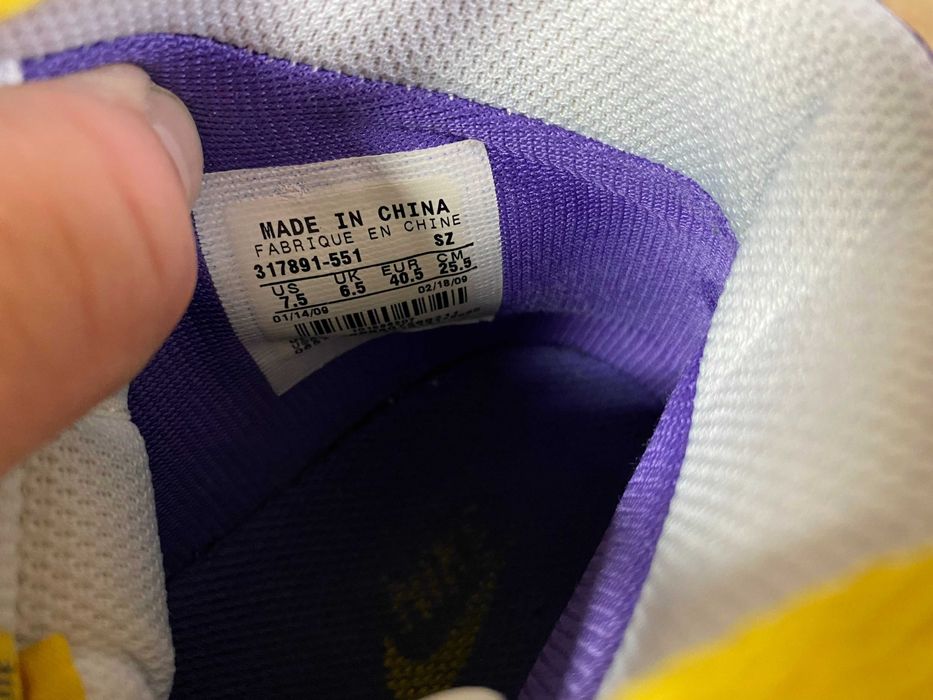 MADE IN CHINA
FABRIQUE EN CHINE
317891-551 SZ
US UK EUR CM
7.5 6.5 40.5 25.5
01/14/09 02/18/09
NIKE